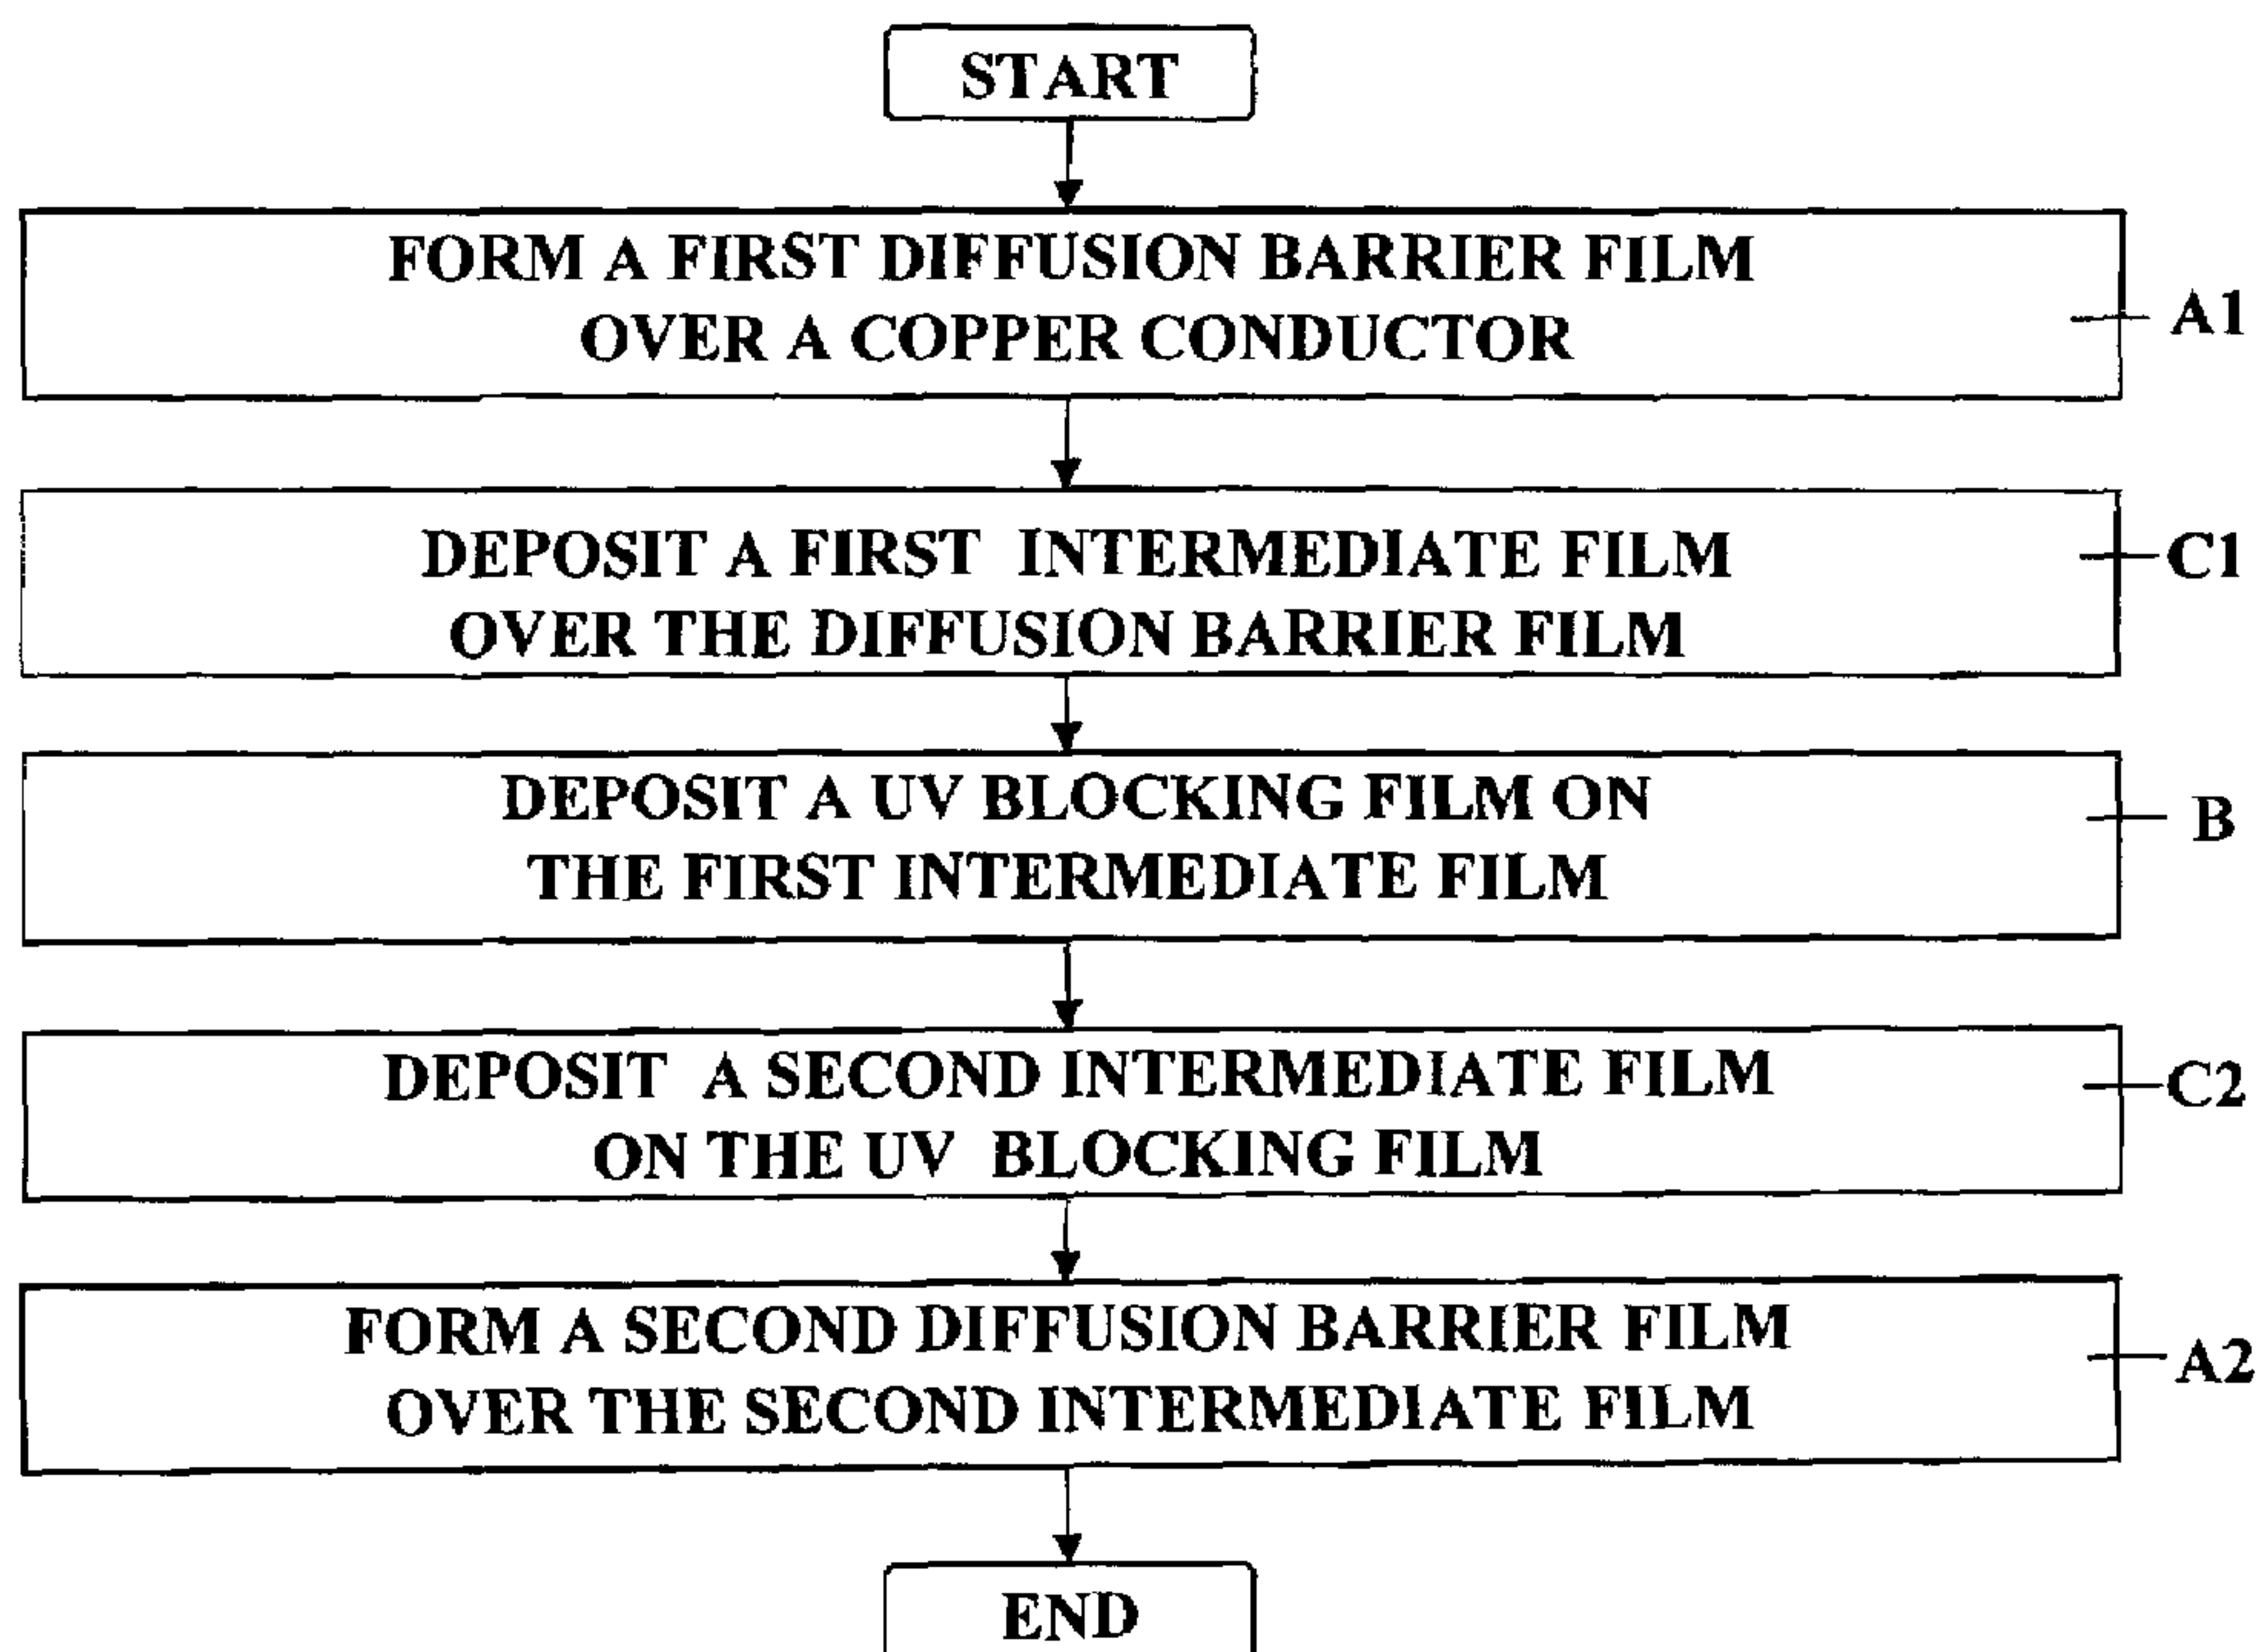 START
FORM A FIRST DIFFUSION BARRIER FILM
OVER A COPPER CONDUCTOR
A1
DEPOSIT A FIRST INTERMEDIATE FILM
OVER THE DIFFUSION BARRIER FILM
C1
DEPOSIT A UV BLOCKING FILM ON
THE FIRST INTERMEDIATE FILM
B
DEPOSIT A SECOND INTERMEDIATE FILM
ON THE UV BLOCKING FILM
C2
FORM A SECOND DIFFUSION BARRIER FILM
OVER THE SECOND INTERMEDIATE FILM
A2
END